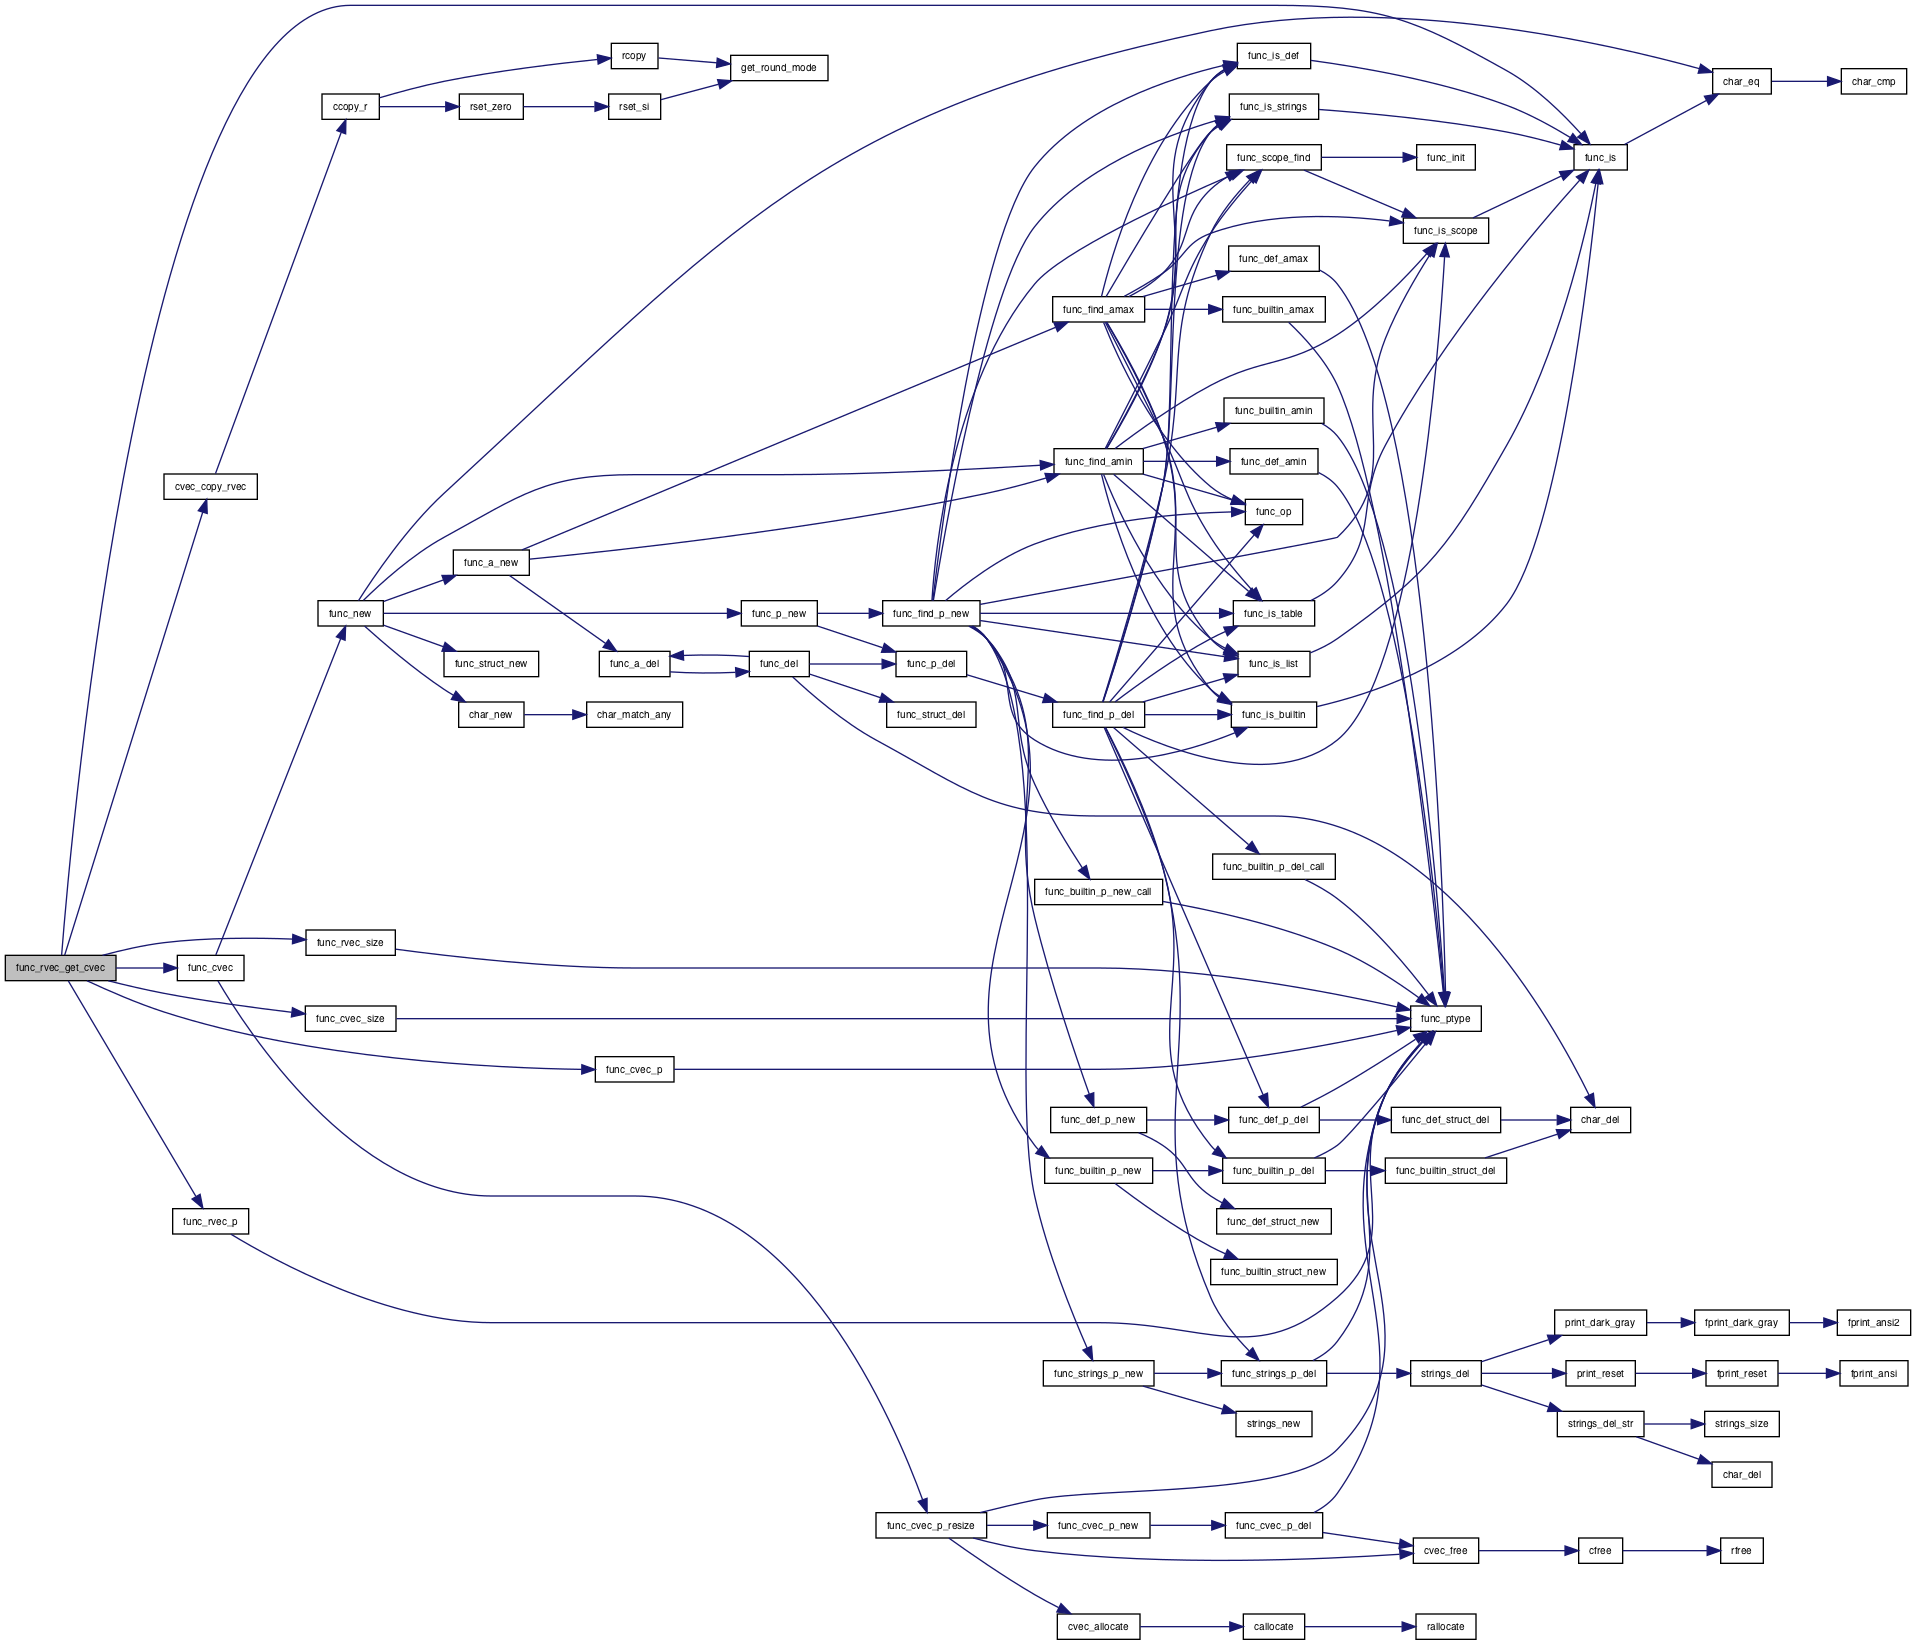 func_rvec_get_cvec
cvec_copy_rvec
func_cvec
func_rvec_p
ccopy_r
func_new
func_rvec_size
func_cvec_size
rset_zero
func_a_new
func_struct_new
char_new
rcopy
rset_si
func_a_del
char_match_any
func_cvec_p
get_round_mode
func_p_new
func_del
func_find_p_new
func_p_del
func_struct_del
func_cvec_p_resize
func_find_amax
func_find_amin
func_find_p_del
func_builtin_p_new_call
func_def_p_new
func_builtin_p_new
func_strings_p_new
func_cvec_p_new
cvec_allocate
func_is_def
func_is_strings
func_scope_find
func_def_amax
func_builtin_amax
func_builtin_amin
func_def_amin
func_op
func_is_table
func_is_list
func_is_builtin
func_builtin_p_del_call
func_def_p_del
func_builtin_p_del
func_def_struct_new
func_builtin_struct_new
func_strings_p_del
strings_new
func_cvec_p_del
callocate
func_init
func_is_scope
func_ptype
func_def_struct_del
func_builtin_struct_del
strings_del
cvec_free
rallocate
func_is
char_del
print_dark_gray
print_reset
strings_del_str
cfree
char_eq
fprint_dark_gray
fprint_reset
strings_size
char_del
rfree
char_cmp
fprint_ansi2
fprint_ansi